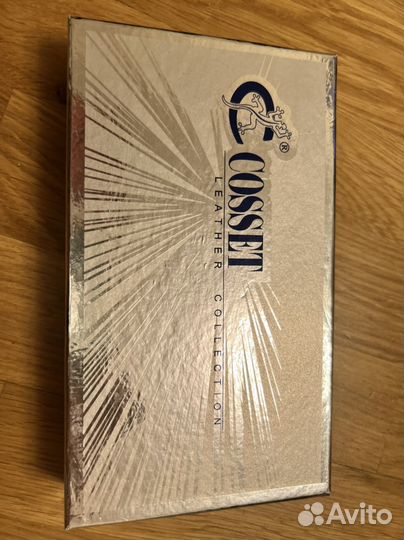 ®
COSSET
LEATHER COLLECTION
Avito